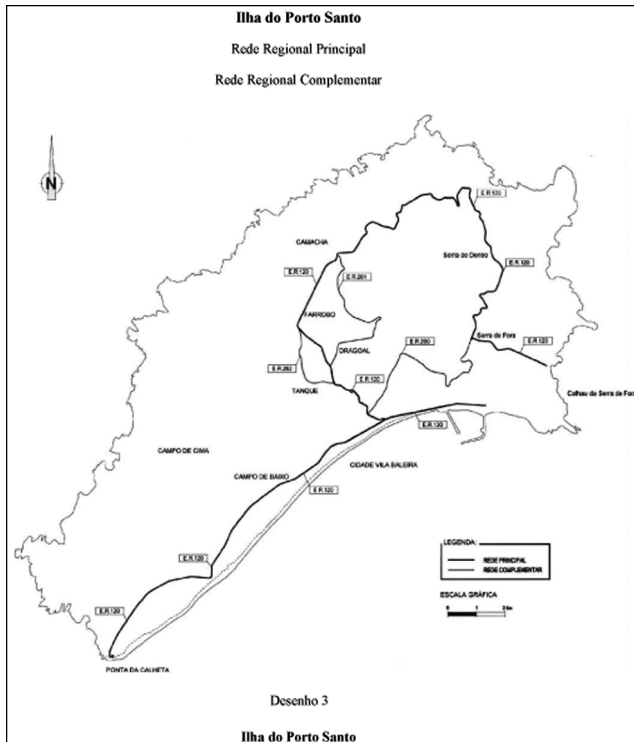 Ilha do Porto Santo
Rede Regional Principal
Rede Regional Complementar
N
E.R.120
CAMACHA
Serra de Dentro
E.R.120
E.R.120
E.R.261
FARROBO
Serra de Fora
E.R.120
DRAGOAL
E.R.260
TANQUE
E.R.120
Calhau da Serra de Fora
E.R.120
CAMPO DE CIMA
CIDADE VILA BALEIRA
CAMPO DE BAIXO
E.R.120
LEGENDA:
REDE PRINCIPAL
REDE COMPLEMENTAR
E.R.120
ESCALA GRÁFICA
0 1
E.R.120
PONTA DA CALHETA
Desenho 3
Ilha do Porto Santo